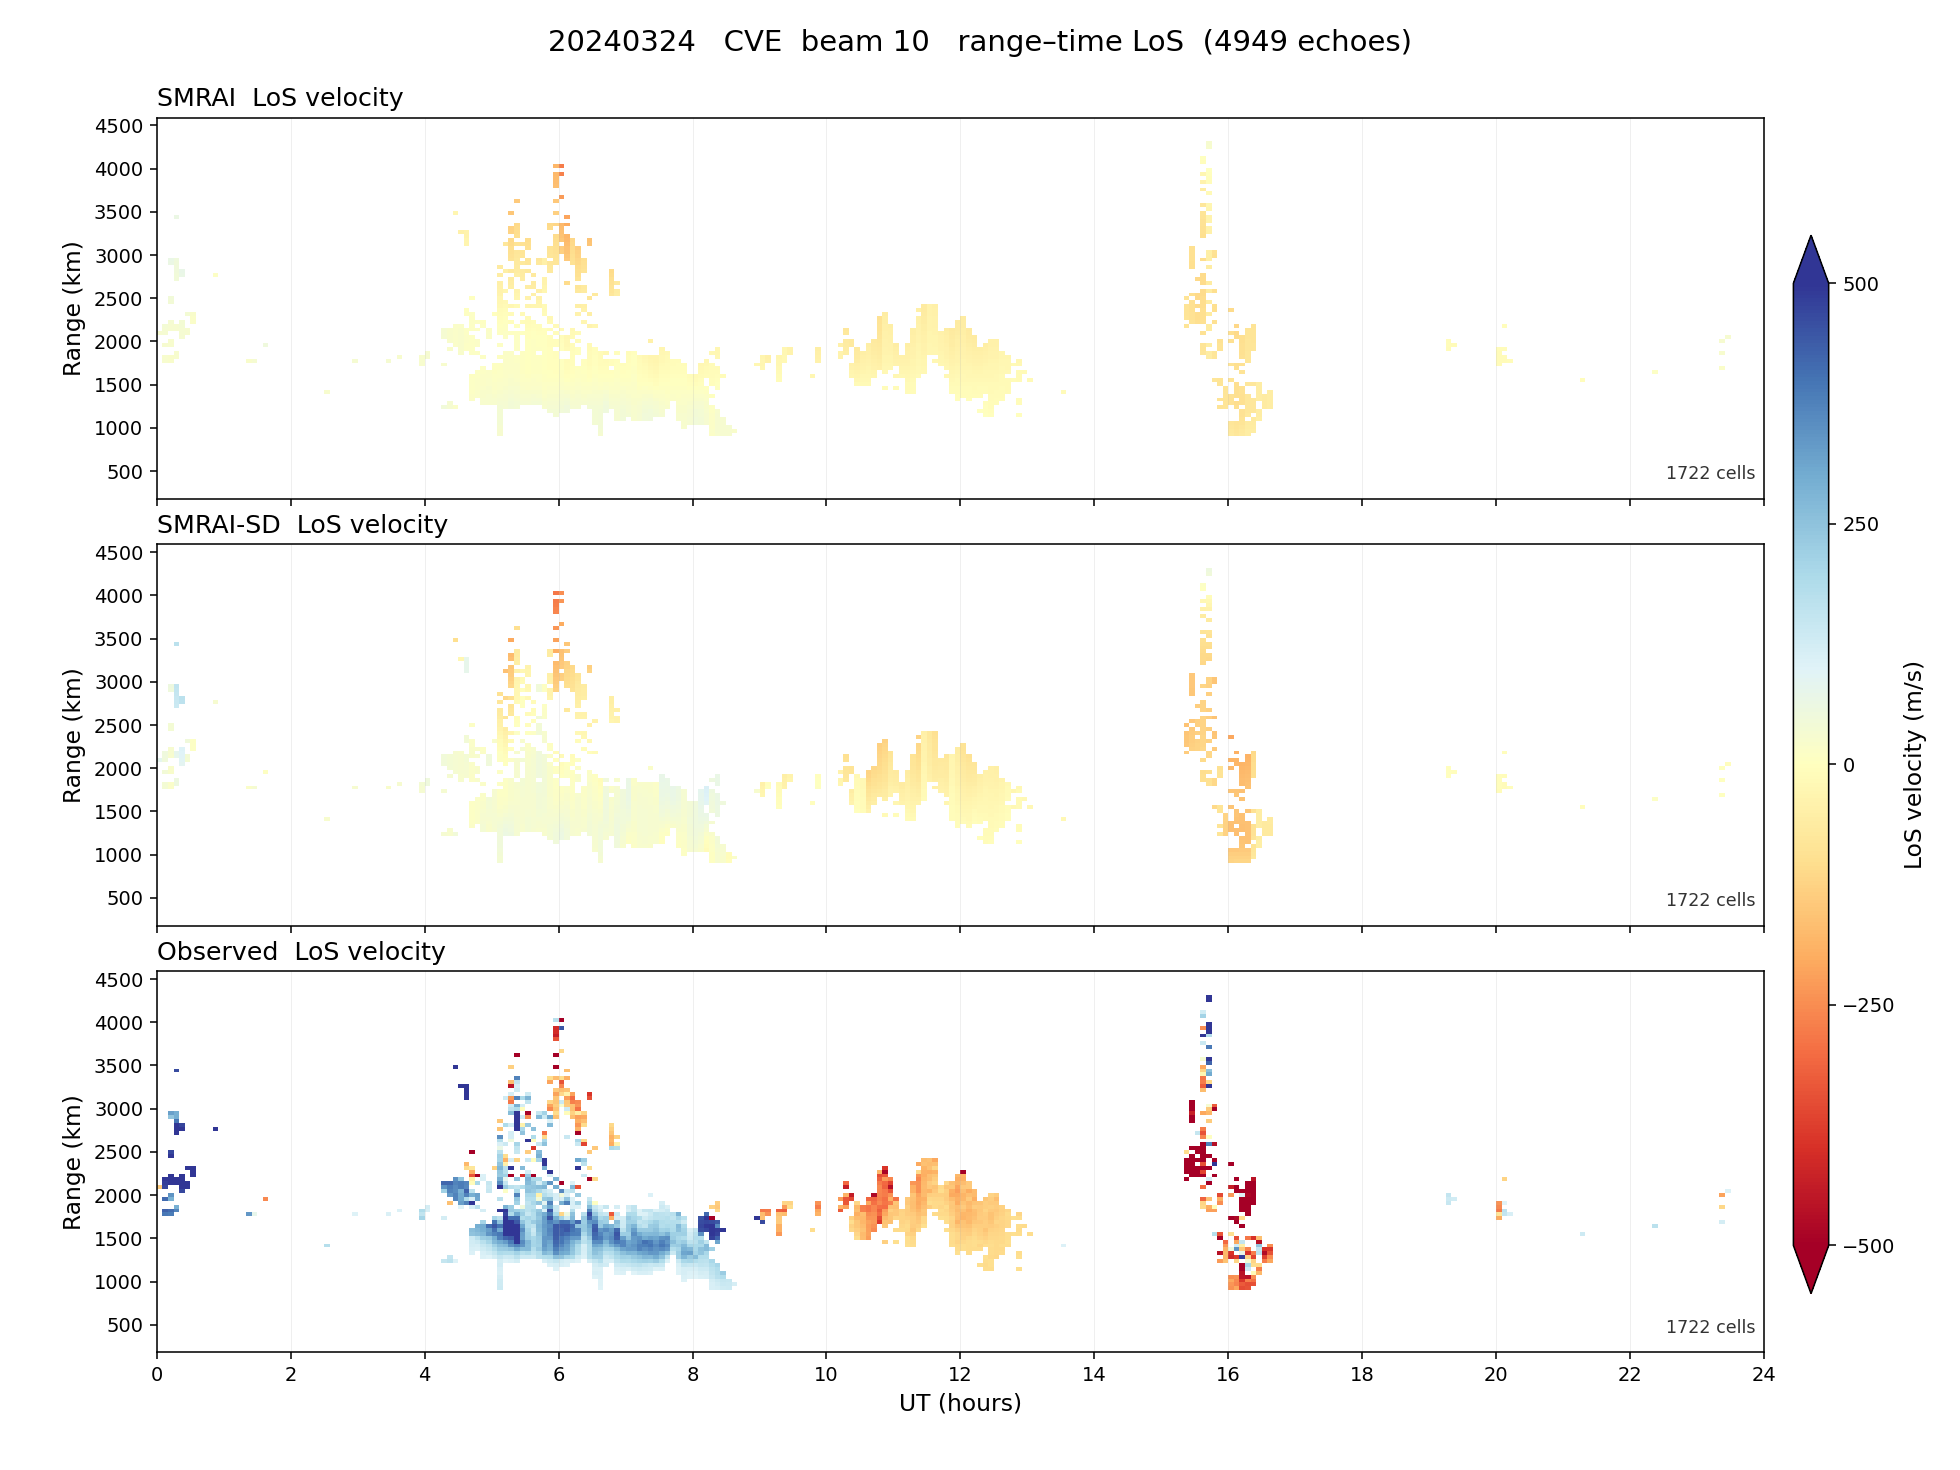 20240324   CVE  beam 10   range–time LoS  (4949 echoes)
SMRAI  LoS velocity
4500
4000
3500
3000
2500
2000
1500
1000
500
Range (km)
1722 cells
SMRAI-SD  LoS velocity
4500
4000
3500
3000
2500
2000
1500
1000
500
Range (km)
1722 cells
Observed  LoS velocity
4500
4000
3500
3000
2500
2000
1500
1000
500
Range (km)
1722 cells
0 2 4 6 8 10 12 14 16 18 20 22 24
UT (hours)
500
250
0
−250
−500
LoS velocity (m/s)